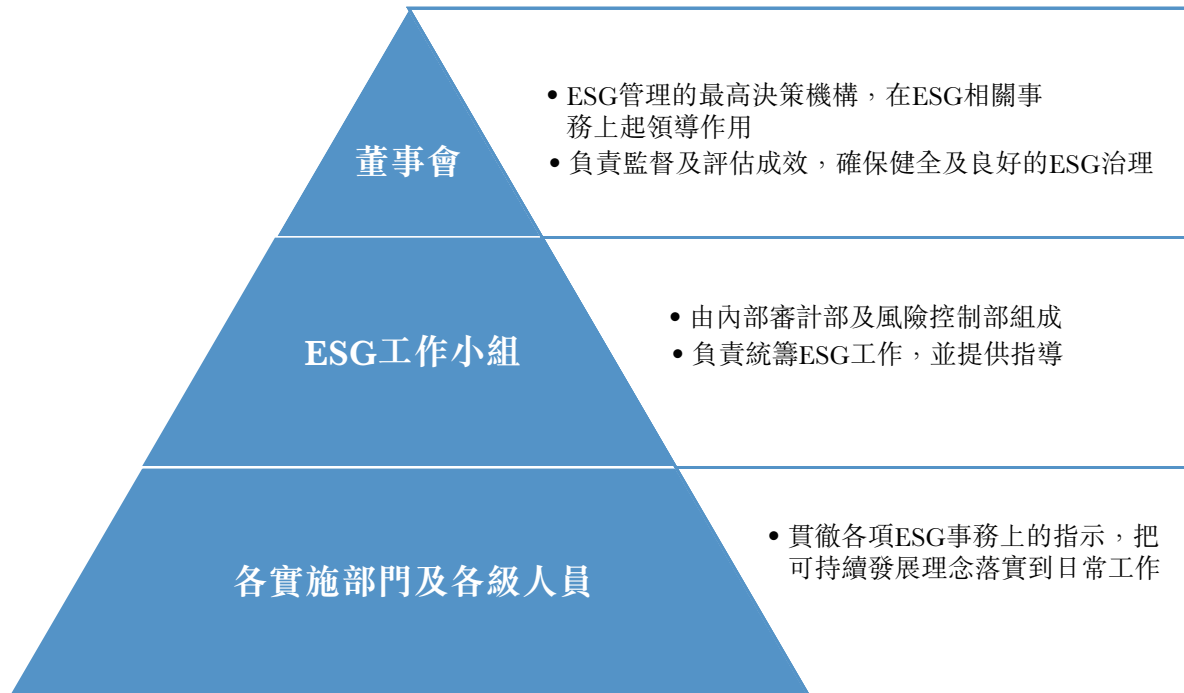 董事會
• ESG管理的最高決策機構，在ESG相關事
務上起領導作用
• 負責監督及評估成效，確保健全及良好的ESG治理
ESG工作小組
• 由內部審計部及風險控制部組成
• 負責統籌ESG工作，並提供指導
各實施部門及各級人員
• 貫徹各項ESG事務上的指示，把
可持續發展理念落實到日常工作